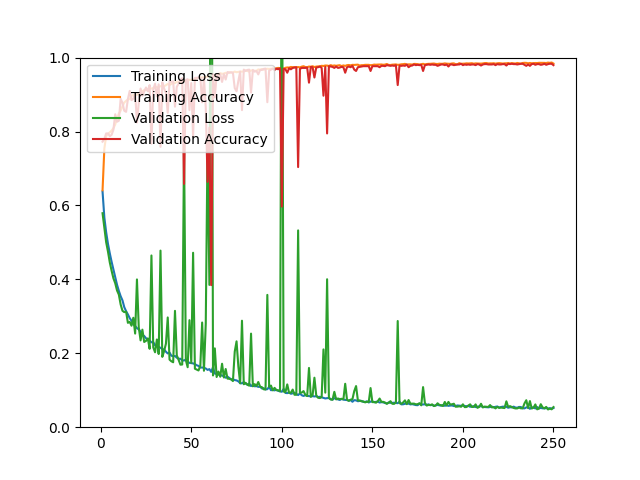 1.0
0.8
0.6
0.4
0.2
0.0
Training Loss
Training Accuracy
Validation Loss
Validation Accuracy
0 50 100 150 200 250